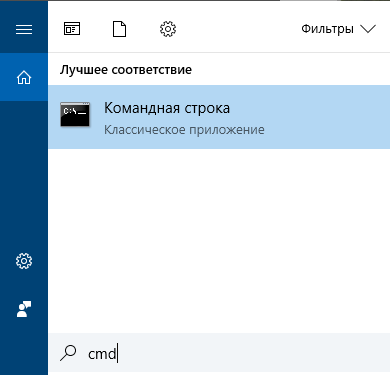 Фильтры
Лучшее соответствие
C:\_
Командная строка
Классическое приложение
cmd